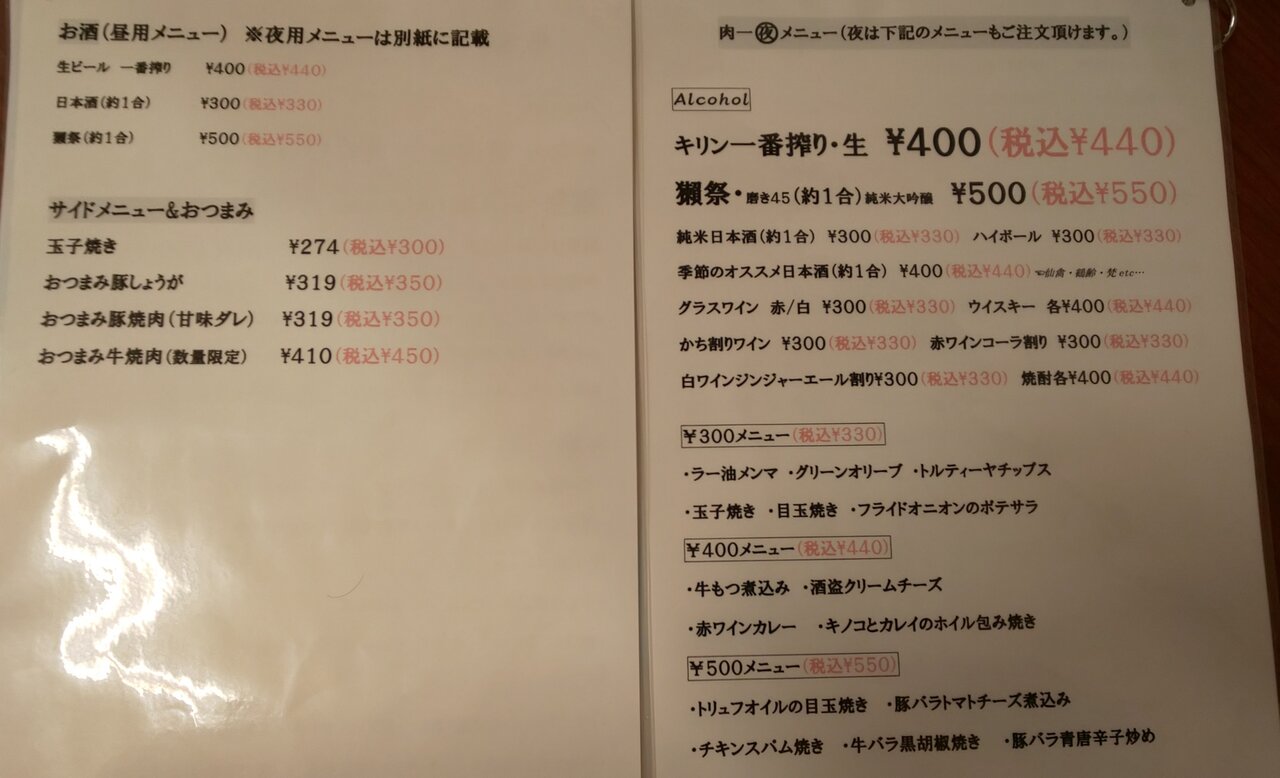 お酒(昼用メニュー) ※夜用メニューは別紙に記載
生ビール 一番搾り ¥400(税込¥440)
日本酒(約1合) ¥300(税込¥330)
獺祭(約1合) ¥500(税込¥550)
サイドメニュー&おつまみ
玉子焼き ¥274(税込¥300)
おつまみ豚しょうが ¥319(税込¥350)
おつまみ豚焼肉(甘味ダレ) ¥319(税込¥350)
おつまみ牛焼肉(数量限定) ¥410(税込¥450)
肉一㊰メニュー(夜は下記のメニューもご注文頂けます。)
Alcohol
キリン一番搾り・生 ¥400(税込¥440)
獺祭・磨き45(約1合)純米大吟醸 ¥500(税込¥550)
純米日本酒(約1合) ¥300(税込¥330) ハイボール ¥300(税込¥330)
季節のオススメ日本酒(約1合) ¥400(税込¥440)☜仙禽・鶴齢・梵etc…
グラスワイン 赤/白 ¥300(税込¥330) ウイスキー 各¥400(税込¥440)
かち割りワイン ¥300(税込¥330) 赤ワインコーラ割り ¥300(税込¥330)
白ワインジンジャーエール割り¥300(税込¥330) 焼酎各¥400(税込¥440)
¥300メニュー(税込¥330)
・ラー油メンマ ・グリーンオリーブ ・トルティーヤチップス
・玉子焼き ・目玉焼き ・フライドオニオンのポテサラ
¥400メニュー(税込¥440)
・牛もつ煮込み ・酒盗クリームチーズ
・赤ワインカレー ・キノコとカレイのホイル包み焼き
¥500メニュー(税込¥550)
・トリュフオイルの目玉焼き ・豚バラトマトチーズ煮込み
・チキンスパム焼き ・牛バラ黒胡椒焼き ・豚バラ青唐辛子炒め